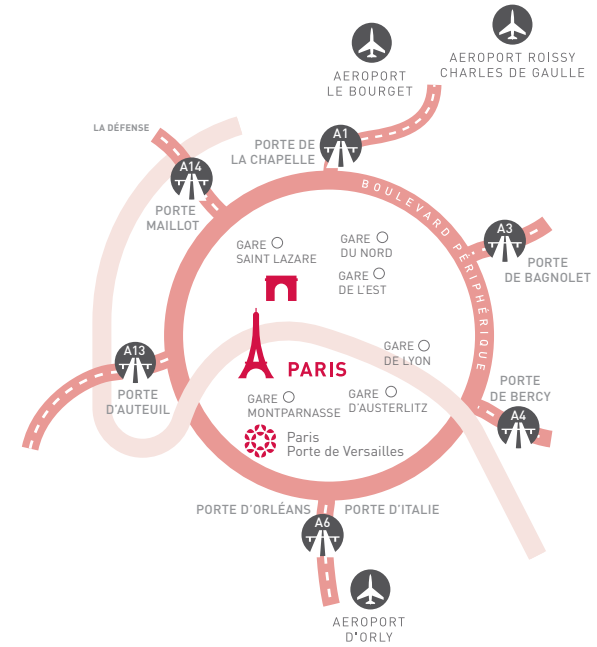 AEROPORT ROISSY
CHARLES DE GAULLE
AEROPORT
LE BOURGET
LA DÉFENSE
A1
PORTE DE
LA CHAPELLE
A14
PORTE
MAILLOT
BOULEVARD PÉRIPHÉRIQUE
A3
PORTE
DE BAGNOLET
GARE
SAINT LAZARE
GARE
DU NORD
GARE
DE L'EST
A13
PORTE
D'AUTEUIL
PARIS
GARE
DE LYON
GARE
MONTPARNASSE
GARE
D'AUSTERLITZ
PORTE
DE BERCY
A4
Paris
Porte de Versailles
PORTE D'ORLÉANS
PORTE D'ITALIE
A6
AEROPORT
D'ORLY